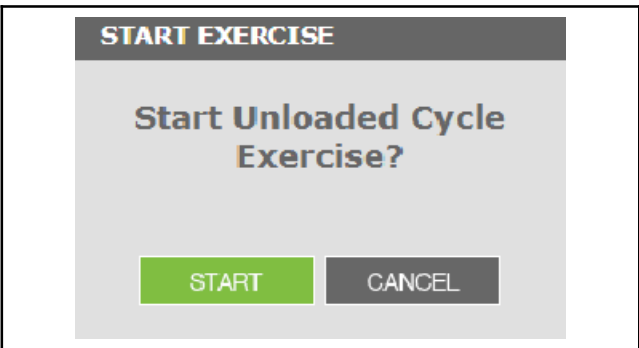 START EXERCISE
Start Unloaded Cycle
Exercise?
START
CANCEL